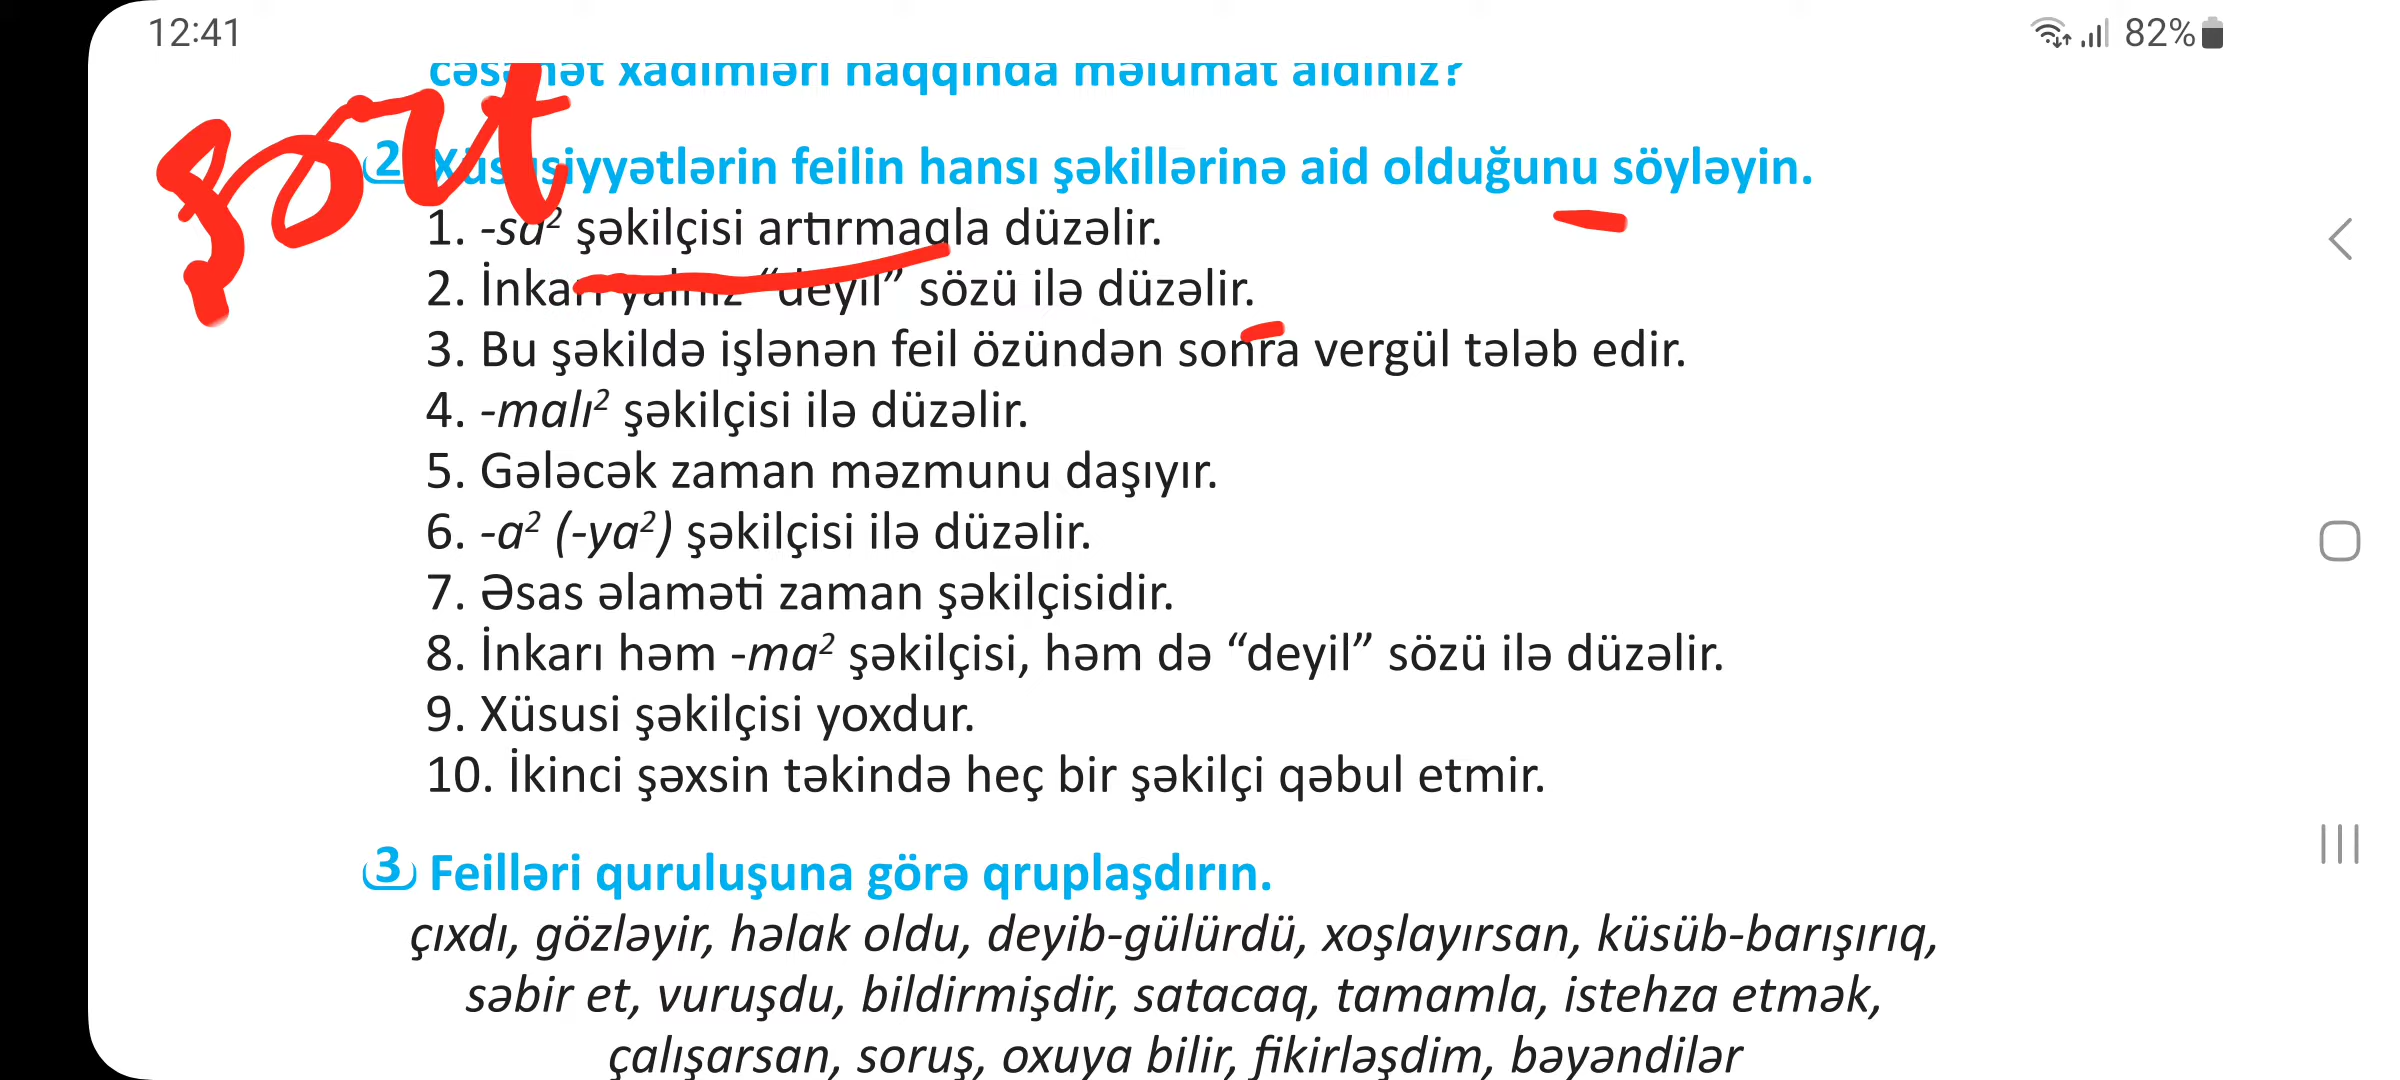 12:41
82%
cəsarət xadimləri haqqında məlumat aldınız?
şərt
2 Xüsusiyyətlərin feilin hansı şəkillərinə aid olduğunu söyləyin.
1. -sa² şəkilçisi artırmaqla düzəlir.
2. İnkarı yalnız “deyil” sözü ilə düzəlir.
3. Bu şəkildə işlənən feil özündən sonra vergül tələb edir.
4. -malı² şəkilçisi ilə düzəlir.
5. Gələcək zaman məzmunu daşıyır.
6. -a² (-ya²) şəkilçisi ilə düzəlir.
7. Əsas əlaməti zaman şəkilçisidir.
8. İnkarı həm -ma² şəkilçisi, həm də “deyil” sözü ilə düzəlir.
9. Xüsusi şəkilçisi yoxdur.
10. İkinci şəxsin təkində heç bir şəkilçi qəbul etmir.
3 Feilləri quruluşuna görə qruplaşdırın.
çıxdı, gözləyir, həlak oldu, deyib-gülürdü, xoşlayırsan, küsüb-barışırıq,
səbir et, vuruşdu, bildirmişdir, satacaq, tamamla, istehza etmək,
çalışarsan, soruş, oxuya bilir, fikirləşdim, bəyəndilər